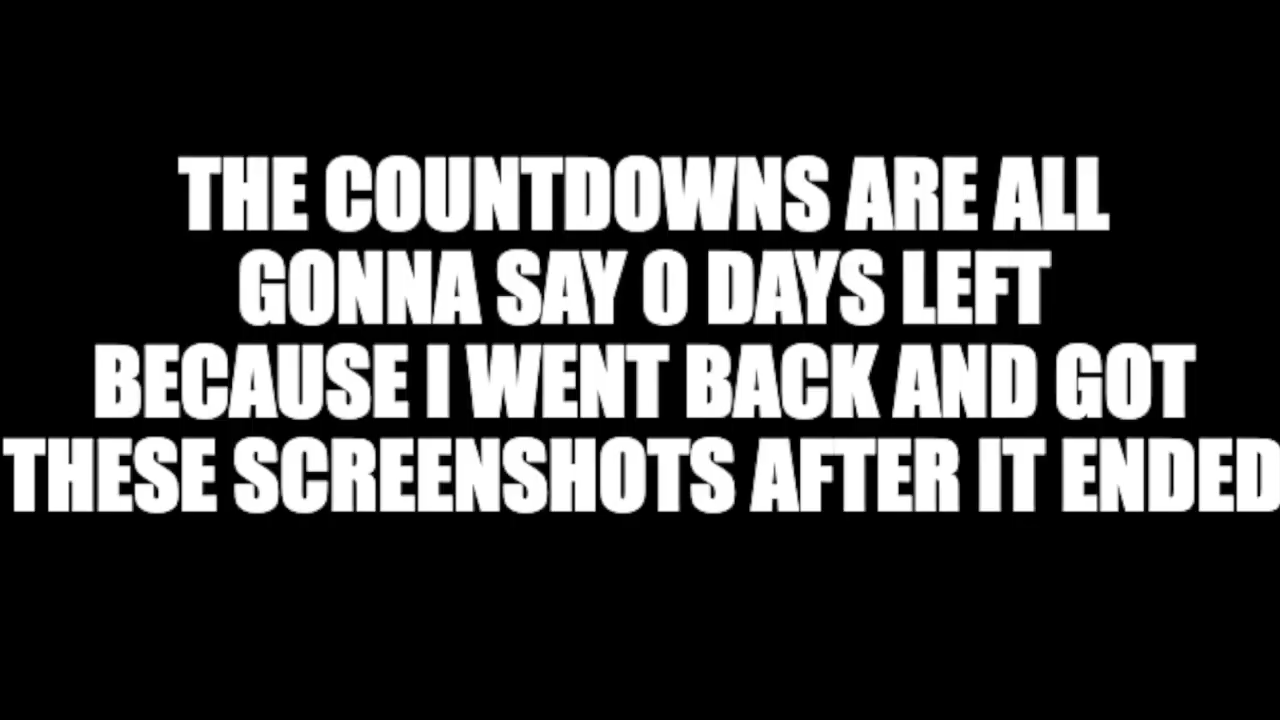 THE COUNTDOWNS ARE ALL
GONNA SAY 0 DAYS LEFT
BECAUSE I WENT BACK AND GOT
THESE SCREENSHOTS AFTER IT ENDED